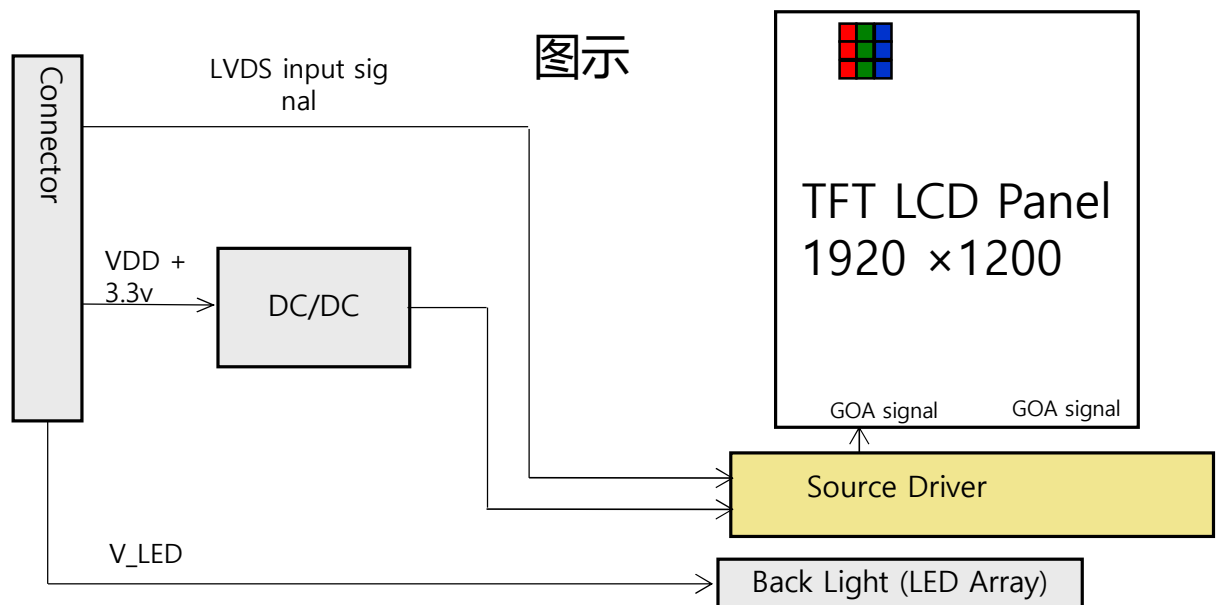 图示
LVDS input sig
nal
Connector
TFT LCD Panel
1920 ×1200
VDD +
3.3v
DC/DC
GOA signal
GOA signal
Source Driver
V_LED
Back Light (LED Array)